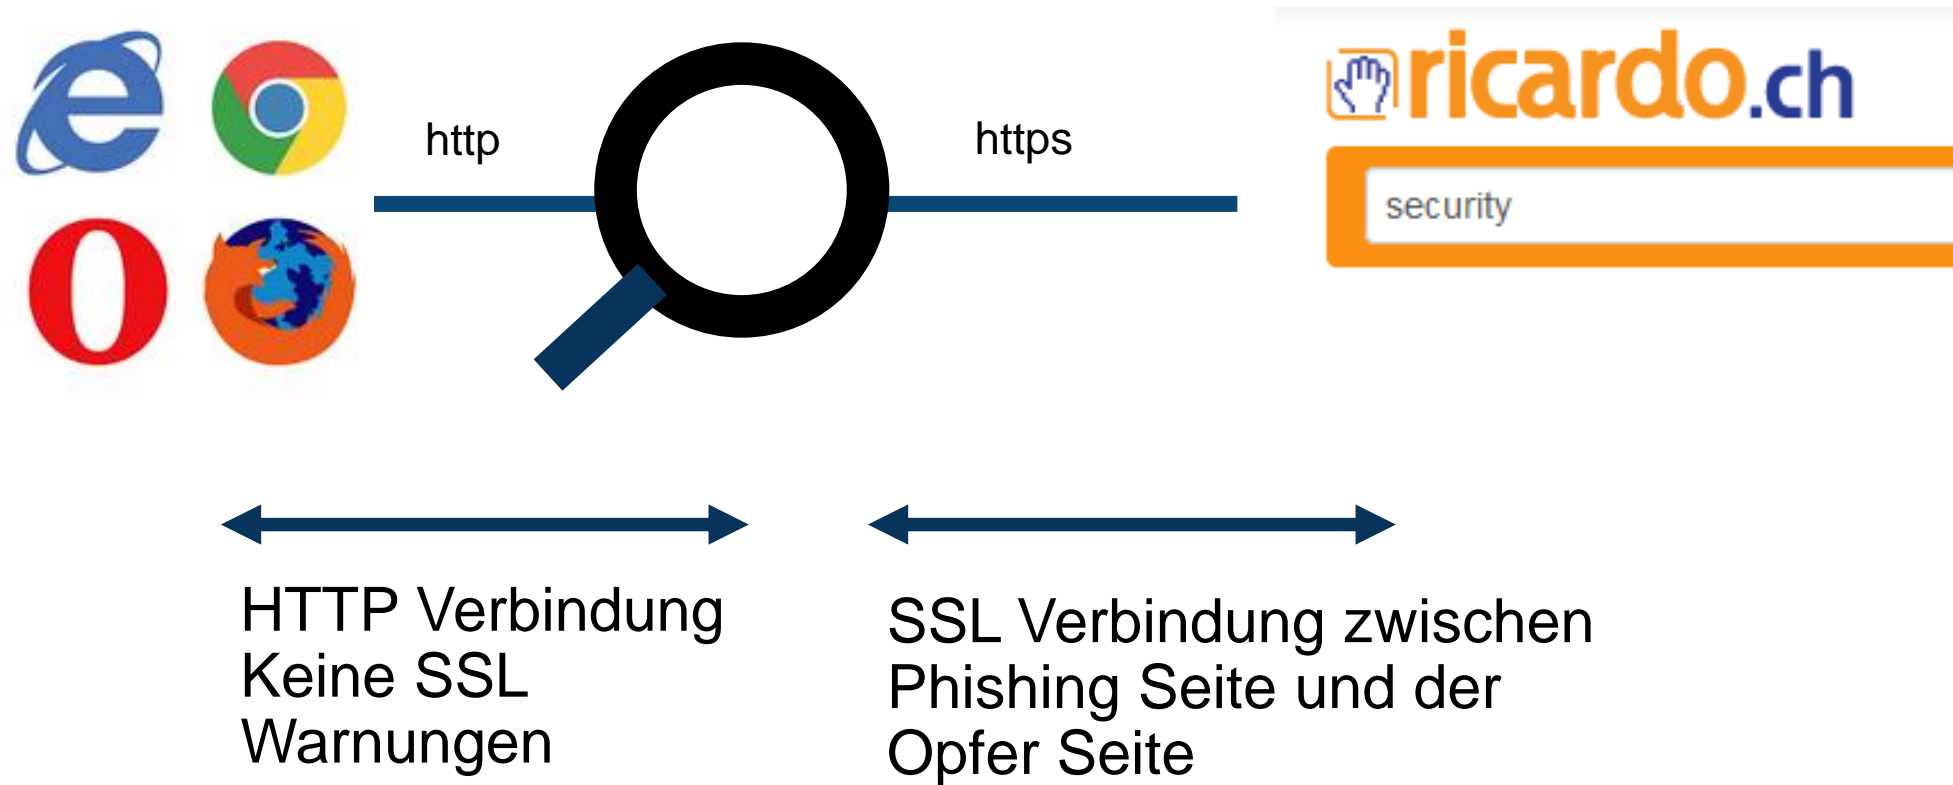 http
https
ricardo.ch
security
HTTP Verbindung
Keine SSL
Warnungen
SSL Verbindung zwischen
Phishing Seite und der
Opfer Seite